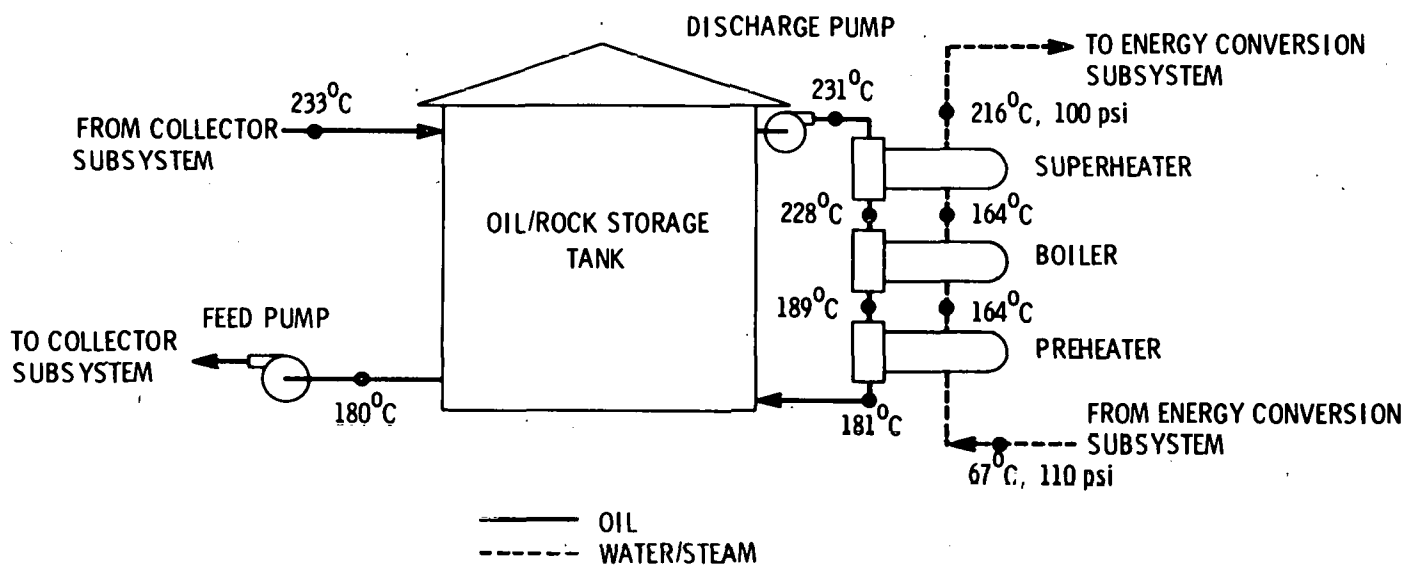 DISCHARGE PUMP
TO ENERGY CONVERSION
SUBSYSTEM
233°C
231°C
216°C, 100 psi
FROM COLLECTOR
SUBSYSTEM
SUPERHEATER
OIL/ROCK STORAGE
TANK
228°C
164°C
BOILER
189°C
164°C
FEED PUMP
TO COLLECTOR
SUBSYSTEM
PREHEATER
180°C
181°C
FROM ENERGY CONVERSION
SUBSYSTEM
67°C, 110 psi
OIL
WATER/STEAM